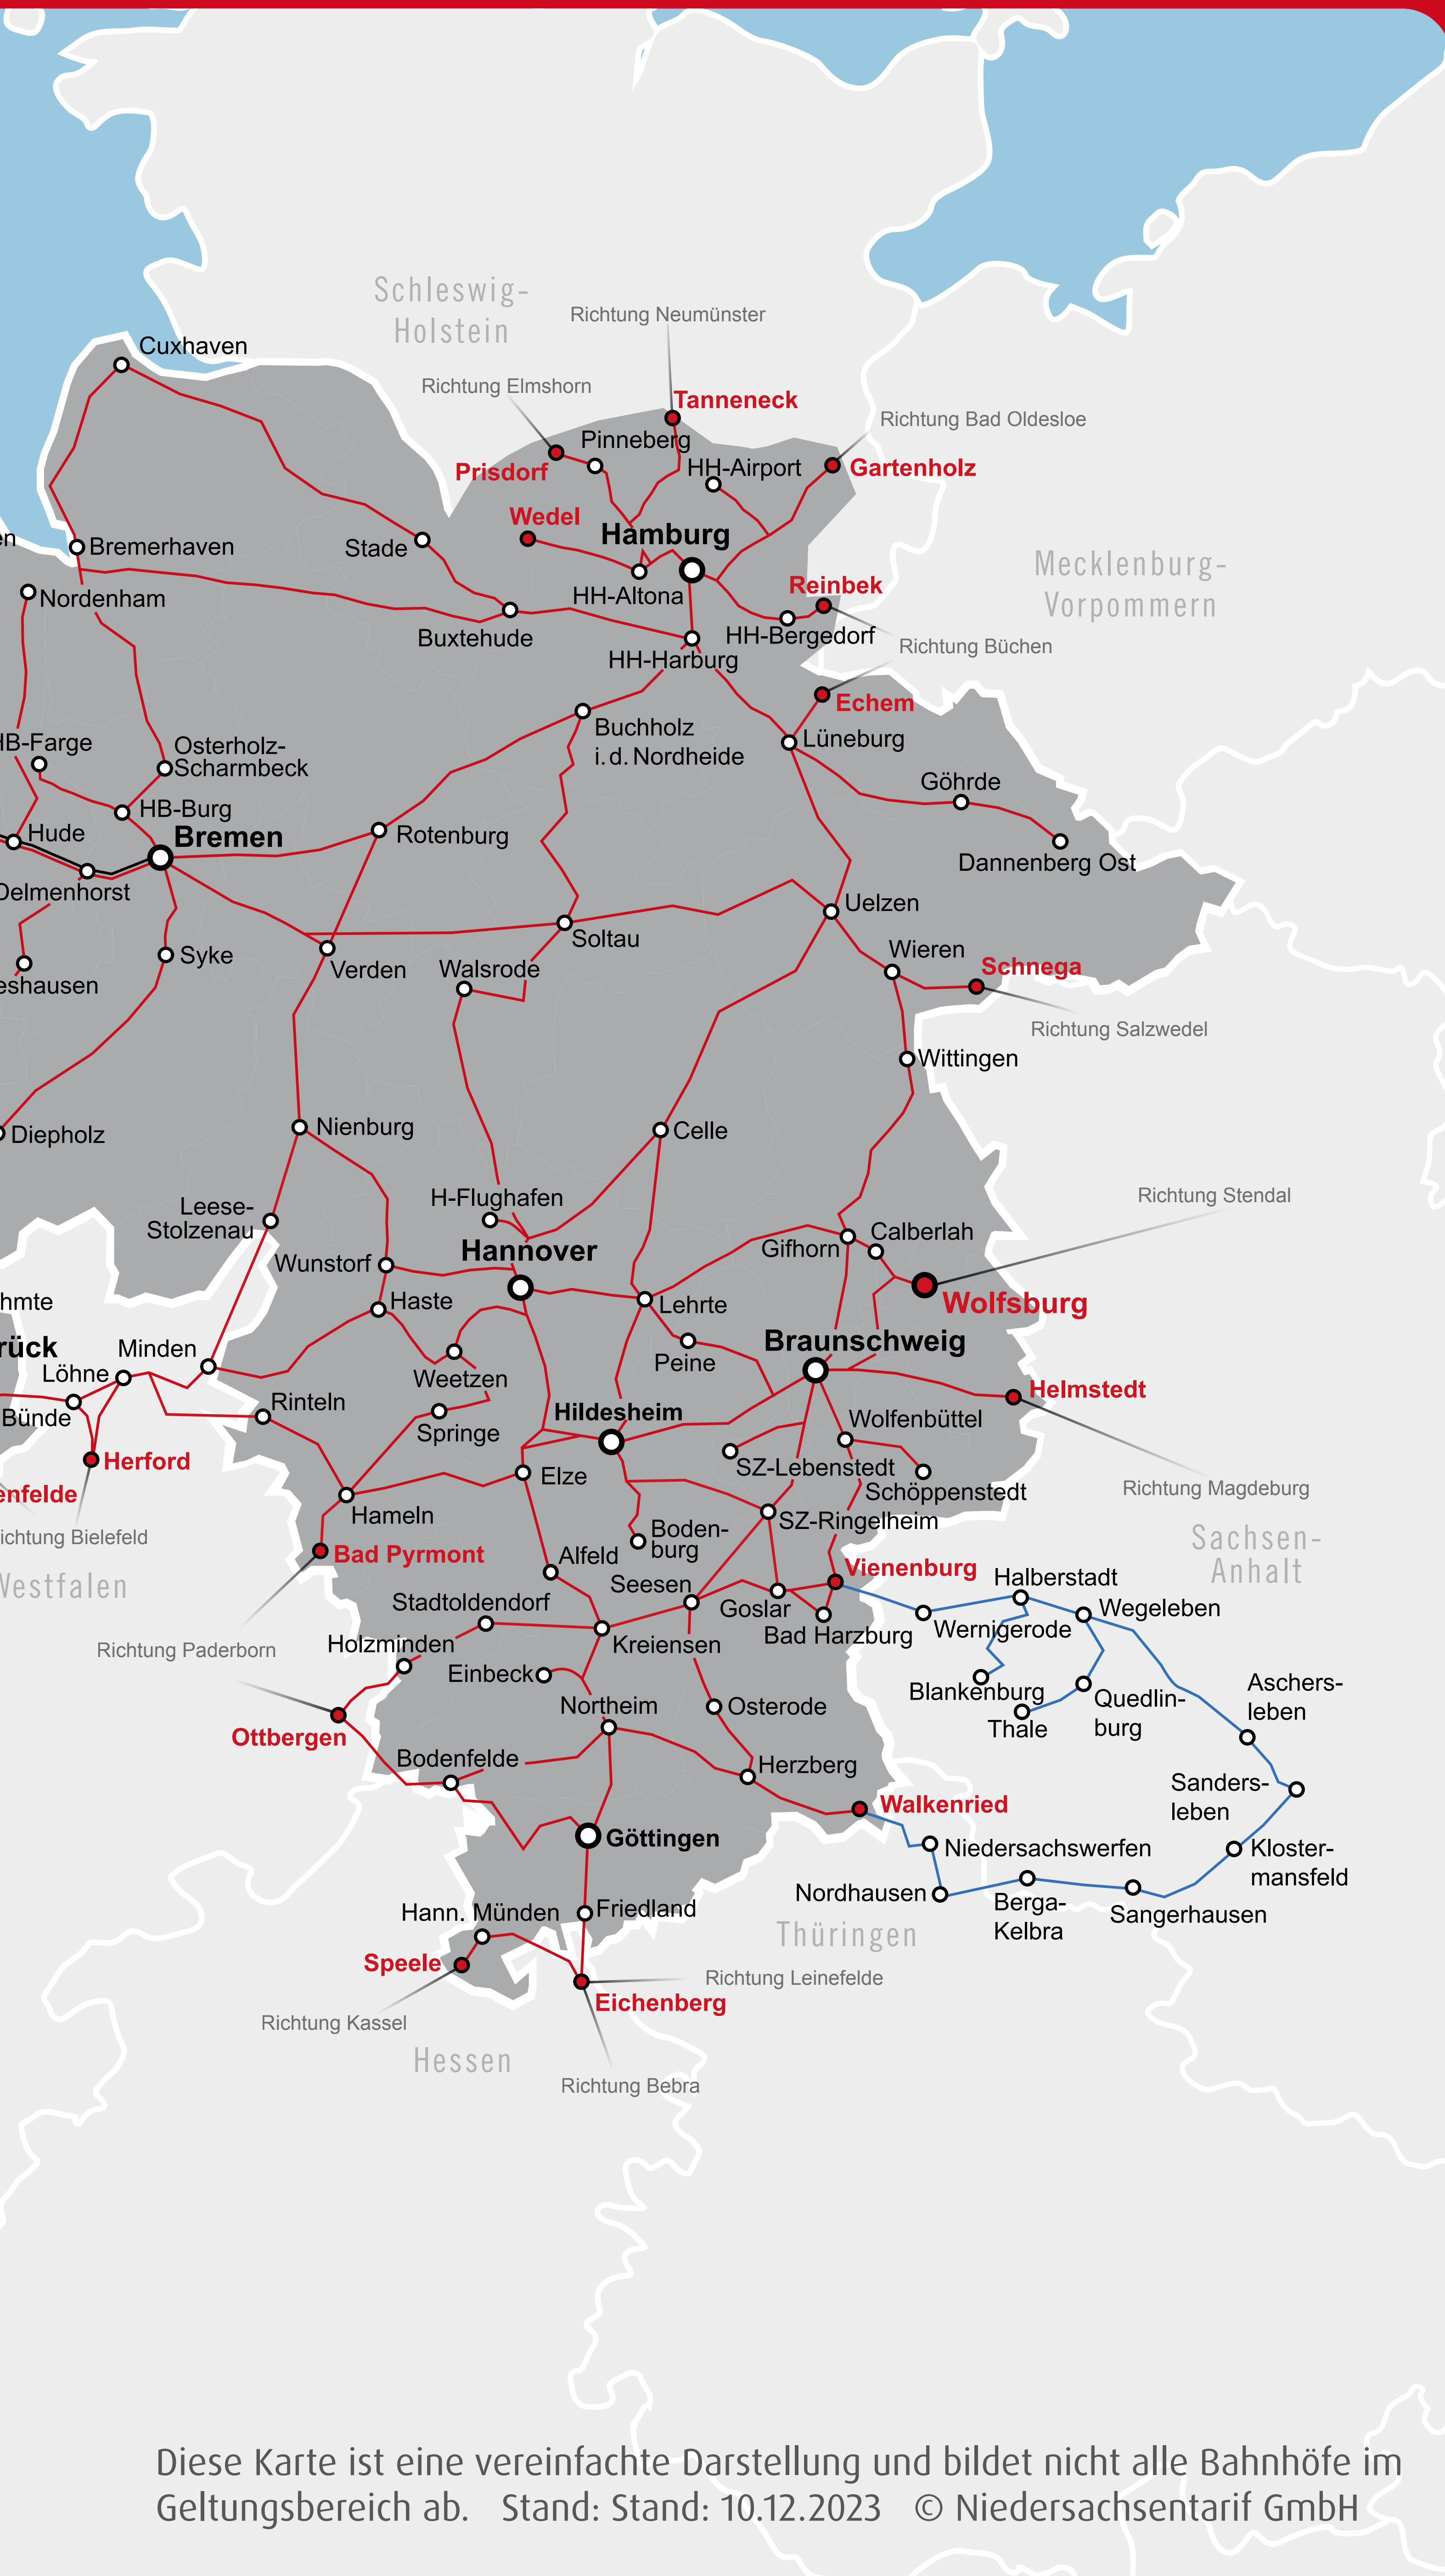 Schleswig-
Holstein
Richtung Neumünster
Cuxhaven
Richtung Elmshorn
Tanneneck
Richtung Bad Oldesloe
Pinneberg
Prisdorf
HH-Airport
Gartenholz
Wedel
Hamburg
en
Bremerhaven
Stade
Mecklenburg-
Vorpommern
Nordenham
HH-Altona
Reinbek
Buxtehude
HH-Bergedorf
Richtung Büchen
HH-Harburg
Echem
Buchholz
i.d. Nordheide
Lüneburg
HB-Farge
Osterholz-
Scharmbeck
Göhrde
HB-Burg
Hude
Bremen
Rotenburg
Dannenberg Ost
Delmenhorst
Uelzen
Soltau
Syke
Verden
Walsrode
Wieren
Schnega
eshausen
Richtung Salzwedel
Wittingen
Diepholz
Nienburg
Celle
Leese-
Stolzenau
H-Flughafen
Richtung Stendal
Hannover
Gifhorn
Calberlah
Wunstorf
hmte
Haste
Lehrte
Wolfsburg
rück
Minden
Braunschweig
Löhne
Weetzen
Peine
Bünde
Rinteln
Springe
Hildesheim
Helmstedt
Wolfenbüttel
Herford
Elze
SZ-Lebenstedt
Schöppenstedt
Richtung Magdeburg
enfelde
Hameln
SZ-Ringelheim
ichtung Bielefeld
Boden-
burg
Sachsen-
Anhalt
Bad Pyrmont
Alfeld
Vienenburg
Westfalen
Seesen
Halberstadt
Stadtoldendorf
Goslar
Wegeleben
Richtung Paderborn
Holzminden
Kreiensen
Bad Harzburg
Wernigerode
Einbeck
Blankenburg
Quedlin-
burg
Aschers-
leben
Northeim
Osterode
Thale
Ottbergen
Bodenfelde
Herzberg
Sanders-
leben
Walkenried
Göttingen
Niedersachswerfen
Kloster-
mansfeld
Nordhausen
Berga-
Kelbra
Sangerhausen
Hann. Münden
Friedland
Thüringen
Speele
Richtung Leinefelde
Eichenberg
Richtung Kassel
Hessen
Richtung Bebra
Diese Karte ist eine vereinfachte Darstellung und bildet nicht alle Bahnhöfe im
Geltungsbereich ab. Stand: Stand: 10.12.2023 © Niedersachsentarif GmbH